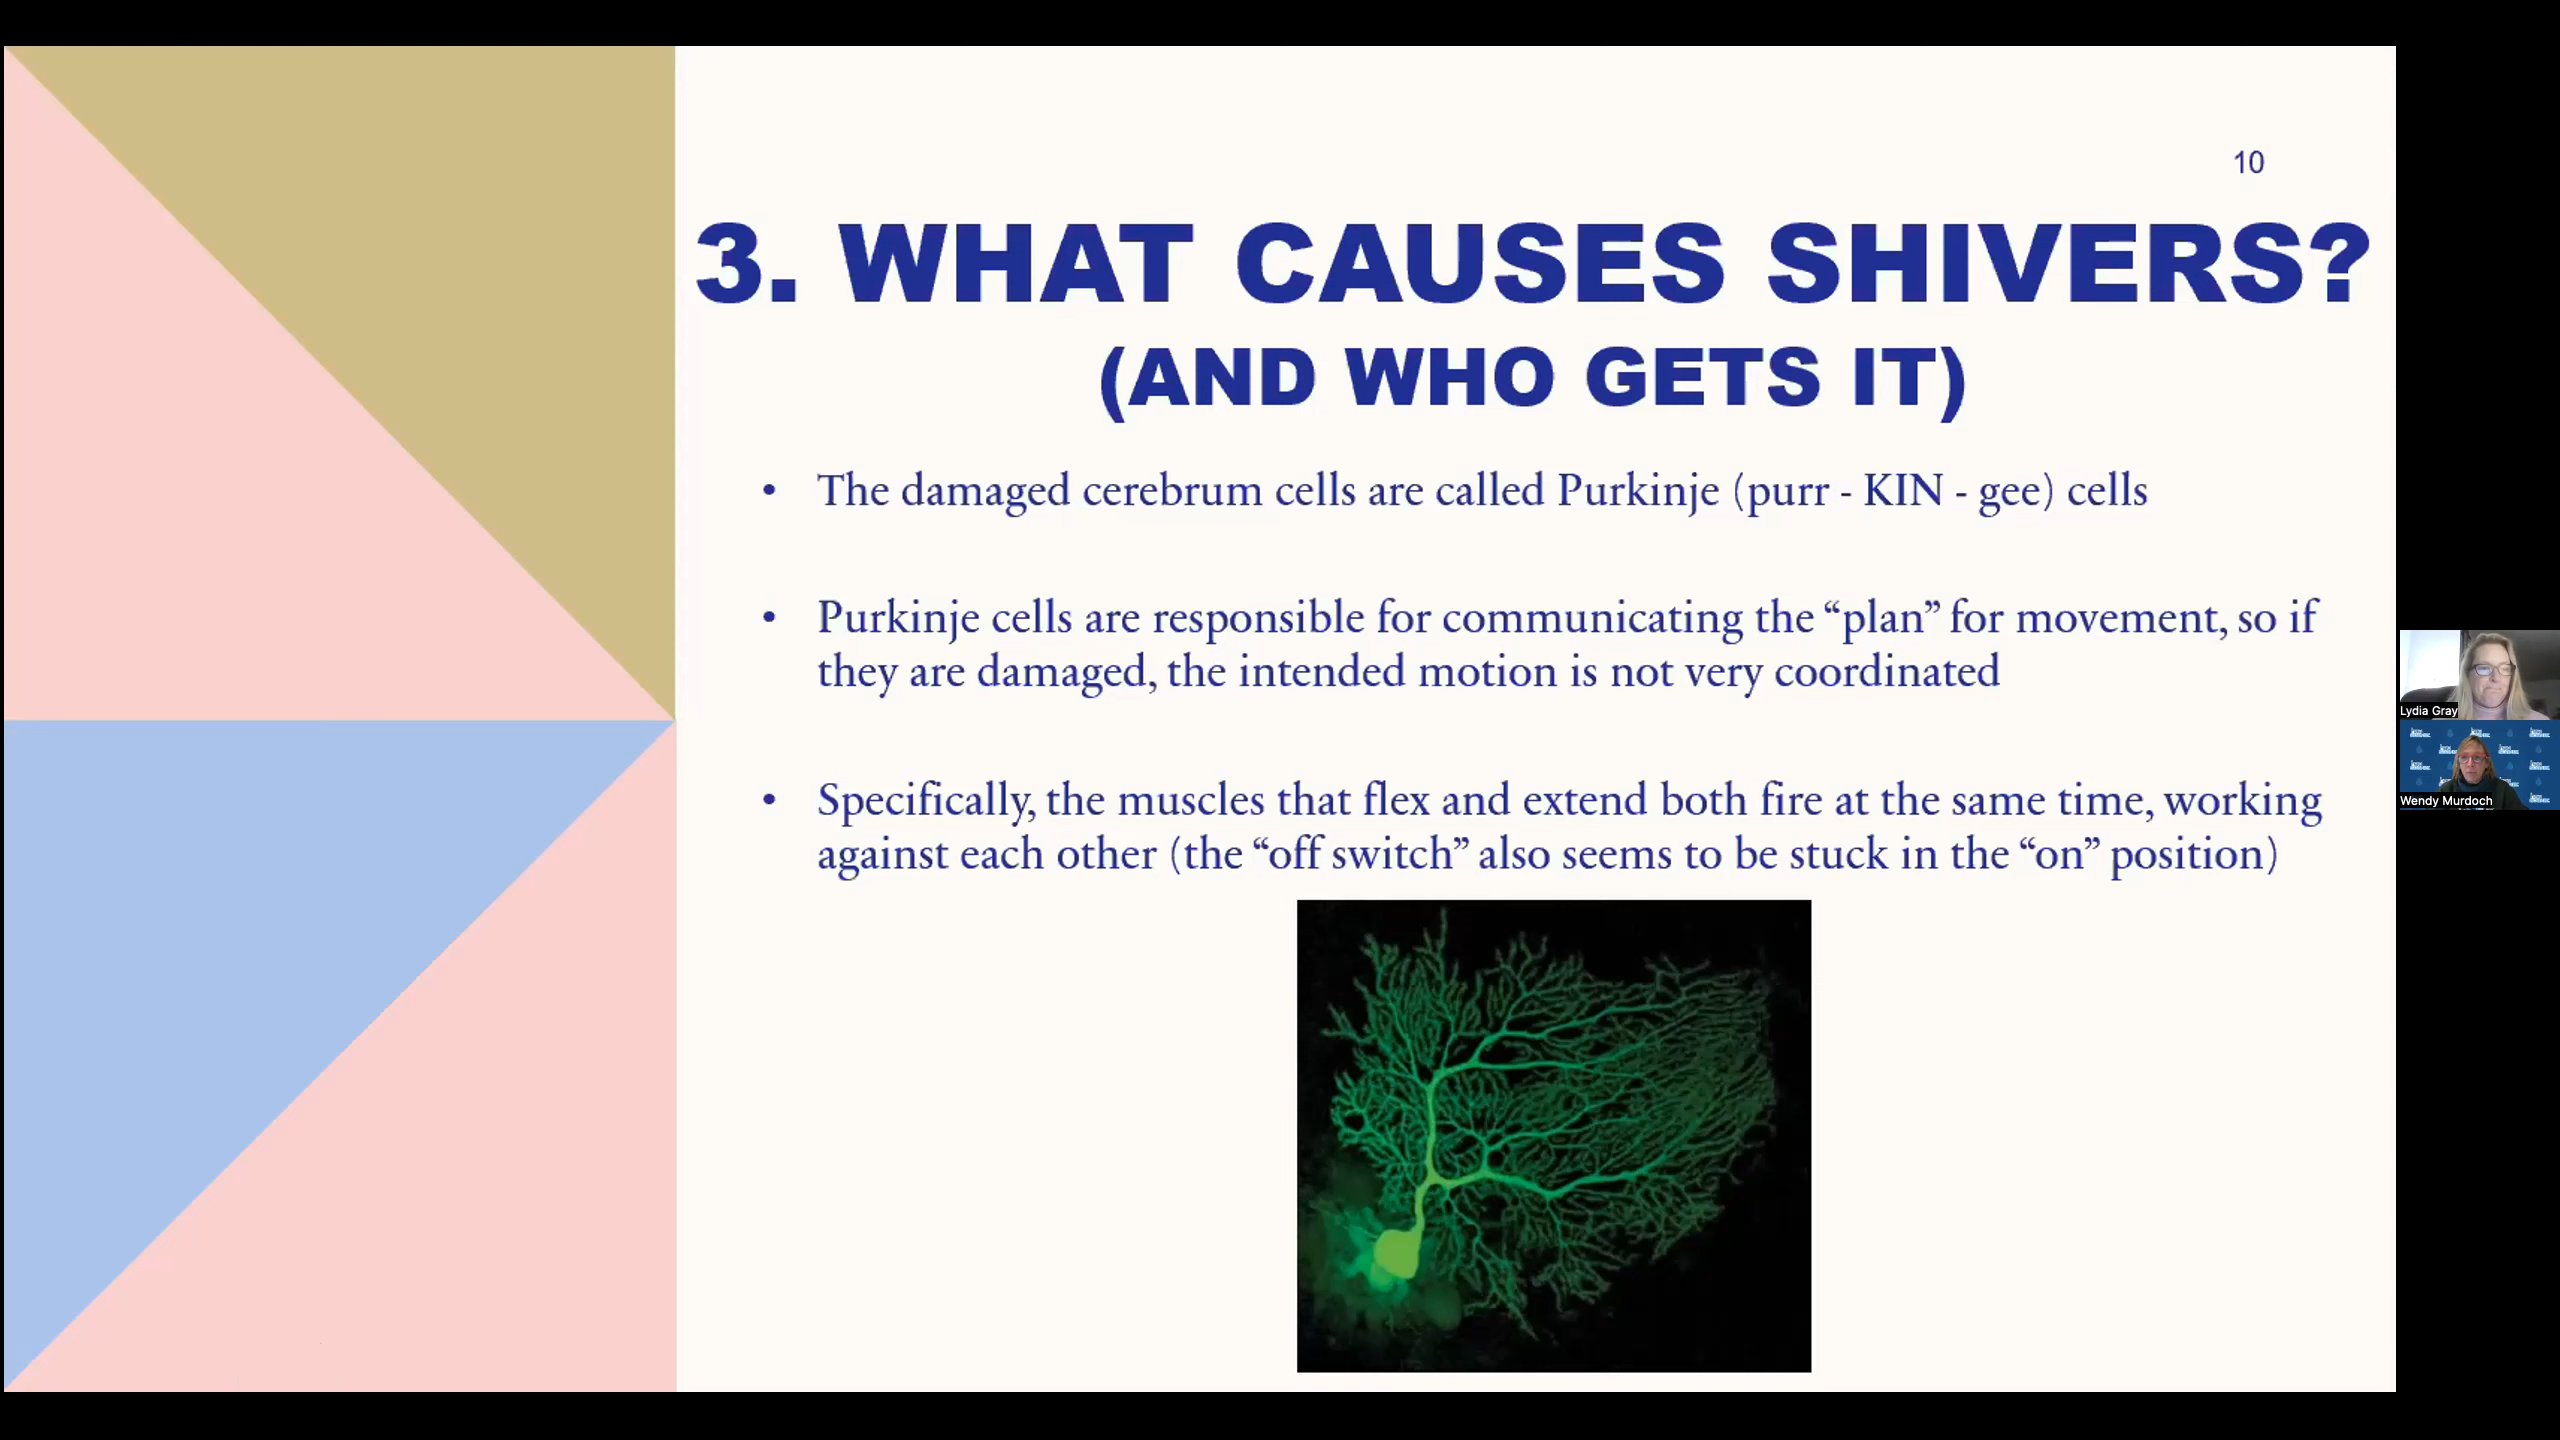 10
3. WHAT CAUSES SHIVERS?
(AND WHO GETS IT)
• The damaged cerebrum cells are called Purkinje (purr - KIN - gee) cells
• Purkinje cells are responsible for communicating the “plan” for movement, so if
they are damaged, the intended motion is not very coordinated
• Specifically, the muscles that flex and extend both fire at the same time, working
against each other (the “off switch” also seems to be stuck in the “on” position)
Lydia Gray
Wendy Murdoch